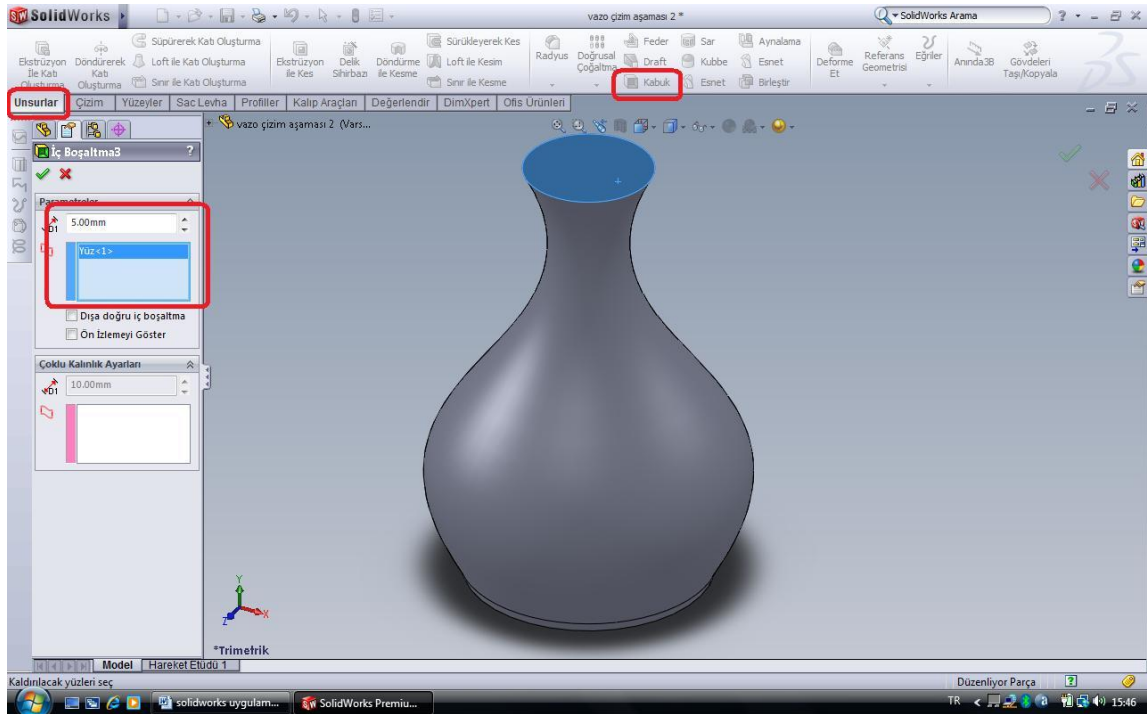 SolidWorks
vazo çizim aşaması 2 *
SolidWorks Arama
Ekstrüzyon İle Katı Oluşturma
Döndürerek Katı Oluşturma
Süpürerek Katı Oluşturma
Loft ile Katı Oluşturma
Sınır ile Katı Oluşturma
Ekstrüzyon ile Kes
Delik Sihirbazı
Döndürme ile Kesme
Sürükleyerek Kes
Loft ile Kesim
Sınır ile Kesme
Radyus
Doğrusal Çoğaltma
Feder
Draft
Kabuk
Sar
Kubbe
Esnet
Aynalama
Esnet
Birleştir
Deforme Et
Referans Geometrisi
Eğriler
Anında3B
Gövdeleri Taşı/Kopyala
Unsurlar Çizim Yüzeyler Sac Levha Profiller Kalıp Araçları Değerlendir DimXpert Ofis Ürünleri
vazo çizim aşaması 2 (Vars...
İç Boşaltma3 ?
Parametreler
D1 5.00mm
Yüz<1>
Dışa doğru iç boşaltma
Ön İzlemeyi Göster
Çoklu Kalınlık Ayarları
D1 10.00mm
Y
X
Z
*Trimetrik
Model Hareket Etüdü 1
Kaldırılacak yüzleri seç
Düzenliyor Parça
solidworks uygulam...
SolidWorks Premiu...
TR
15:46